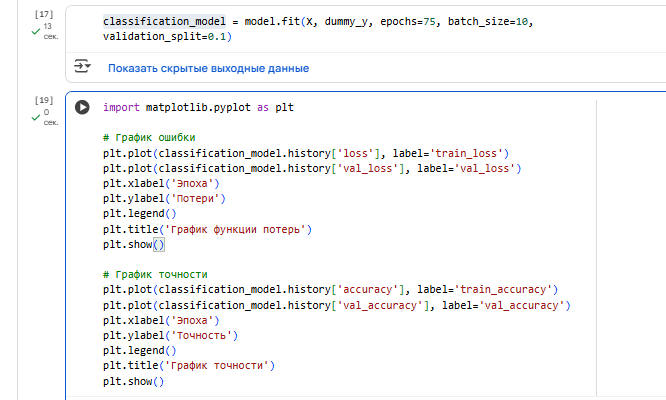 [17]
13
сек.
classification_model = model.fit(X, dummy_y, epochs=75, batch_size=10,
validation_split=0.1)
Показать скрытые выходные данные
[19]
0
сек.
import matplotlib.pyplot as plt
# График ошибки
plt.plot(classification_model.history['loss'], label='train_loss')
plt.plot(classification_model.history['val_loss'], label='val_loss')
plt.xlabel('Эпоха')
plt.ylabel('Потери')
plt.legend()
plt.title('График функции потерь')
plt.show()
# График точности
plt.plot(classification_model.history['accuracy'], label='train_accuracy')
plt.plot(classification_model.history['val_accuracy'], label='val_accuracy')
plt.xlabel('Эпоха')
plt.ylabel('Точность')
plt.legend()
plt.title('График точности')
plt.show()